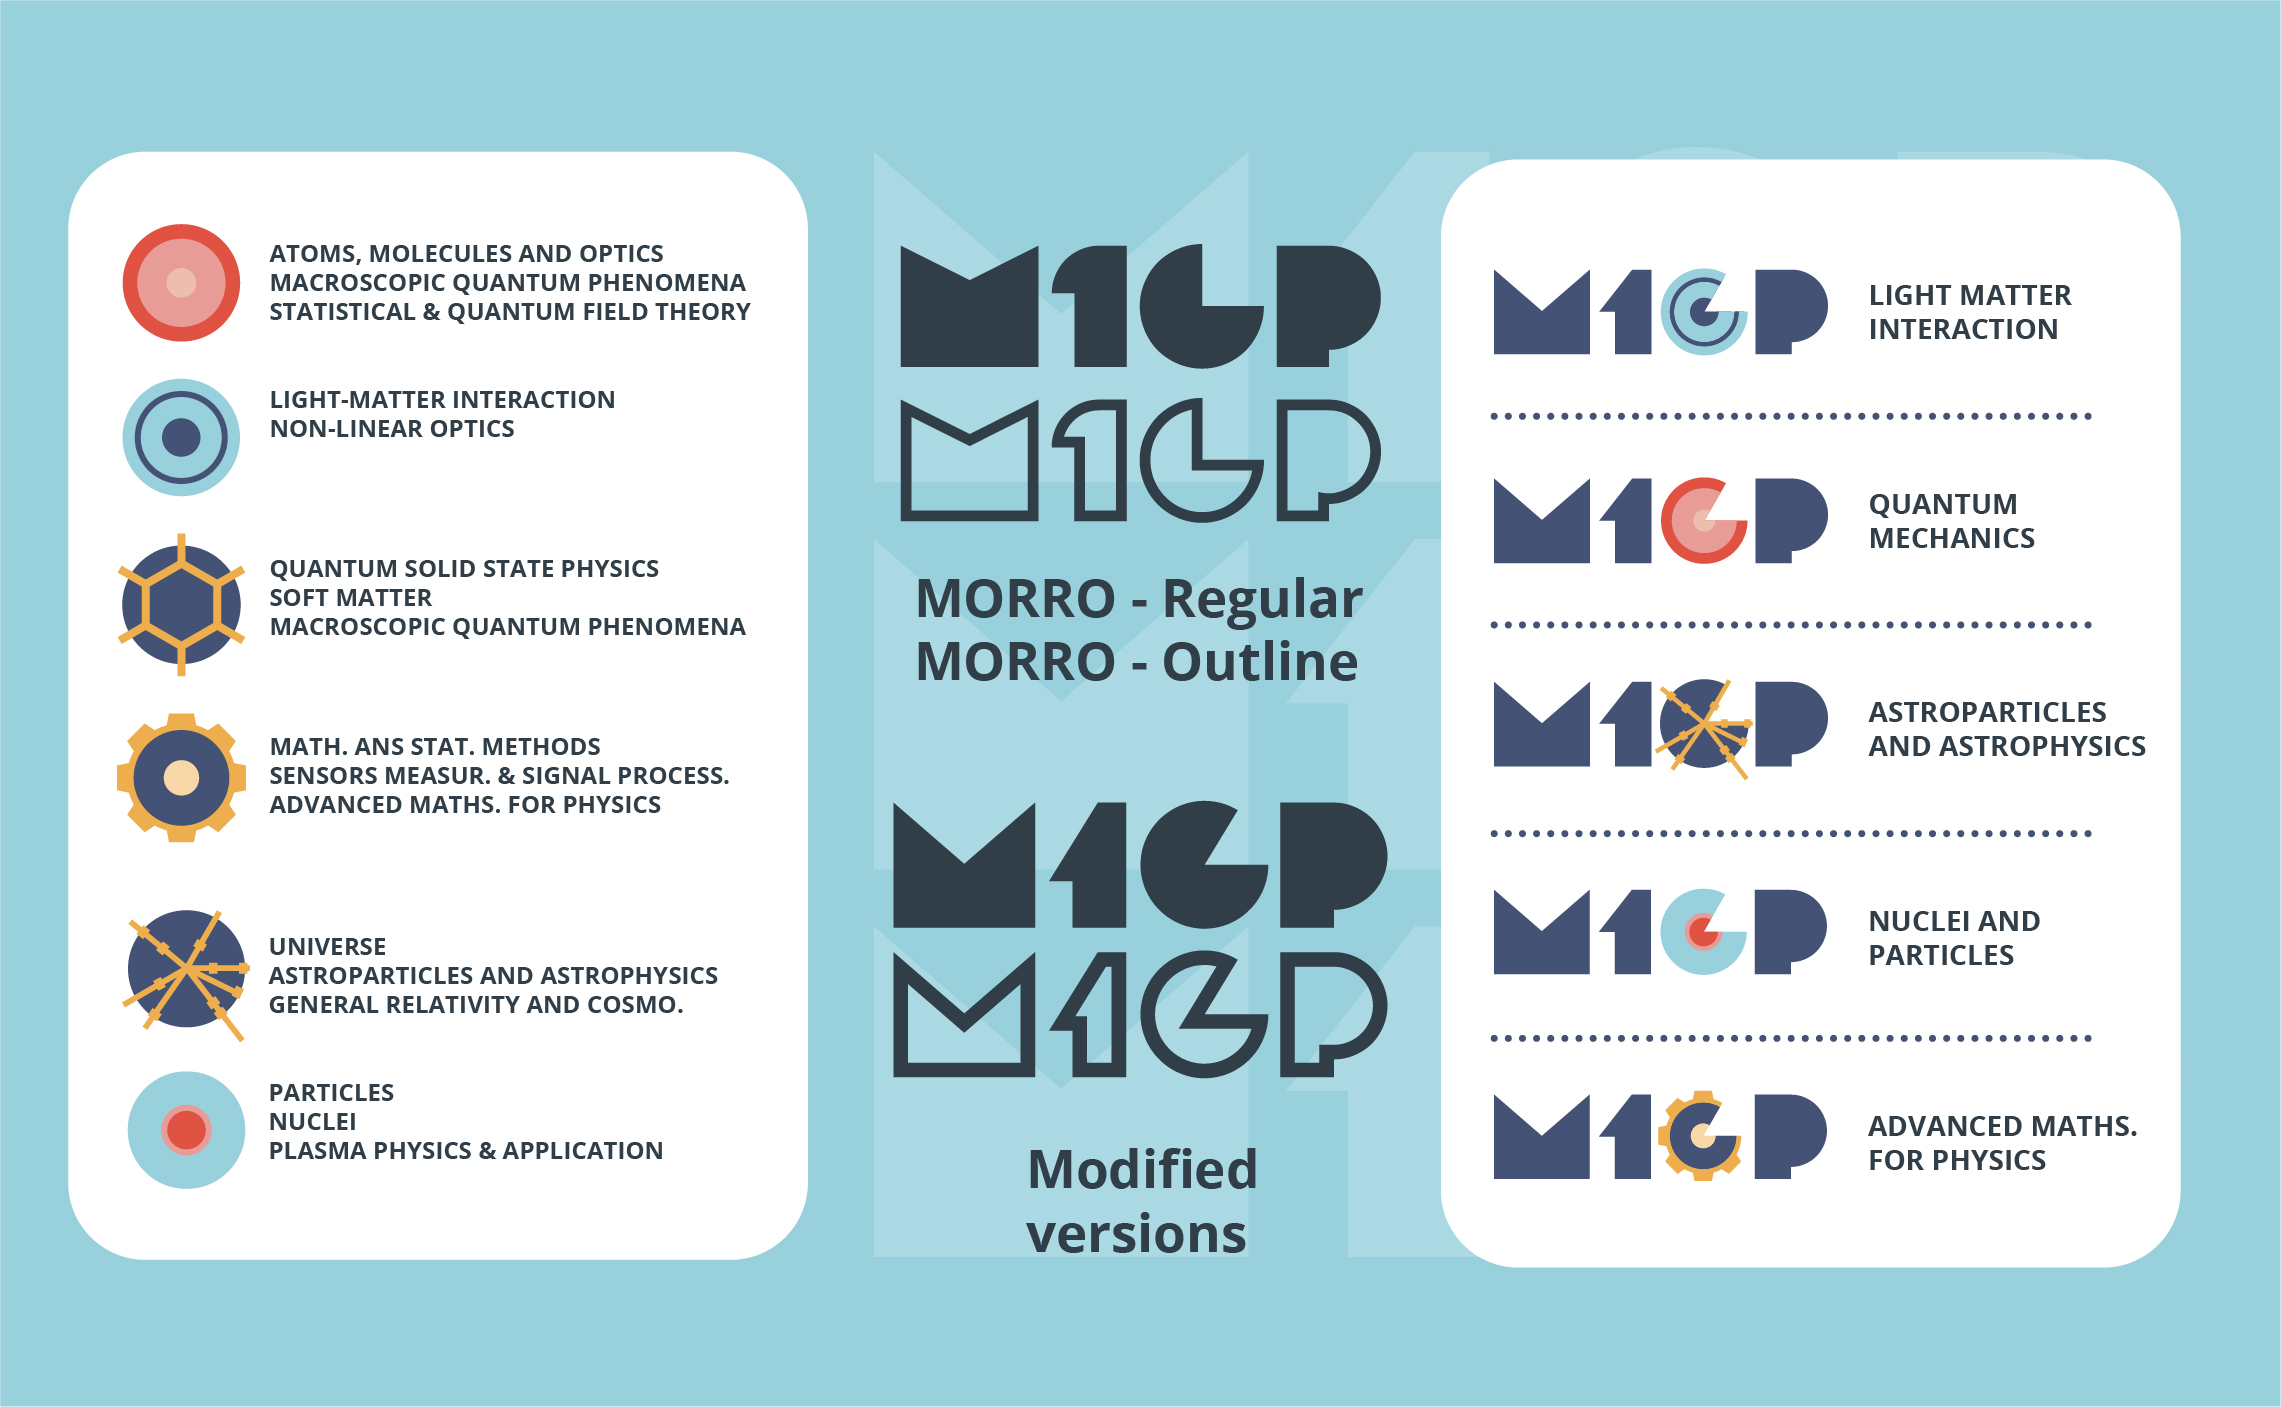 ATOMS, MOLECULES AND OPTICS
MACROSCOPIC QUANTUM PHENOMENA
STATISTICAL & QUANTUM FIELD THEORY
LIGHT-MATTER INTERACTION
NON-LINEAR OPTICS
QUANTUM SOLID STATE PHYSICS
SOFT MATTER
MACROSCOPIC QUANTUM PHENOMENA
MATH. ANS STAT. METHODS
SENSORS MEASUR. & SIGNAL PROCESS.
ADVANCED MATHS. FOR PHYSICS
UNIVERSE
ASTROPARTICLES AND ASTROPHYSICS
GENERAL RELATIVITY AND COSMO.
PARTICLES
NUCLEI
PLASMA PHYSICS & APPLICATION
M1GP
M1GP
MORRO - Regular
MORRO - Outline
M1GP
M1GP
Modified
versions
M1GP
LIGHT MATTER
INTERACTION
M1GP
QUANTUM
MECHANICS
M1GP
ASTROPARTICLES
AND ASTROPHYSICS
M1GP
NUCLEI AND
PARTICLES
M1GP
ADVANCED MATHS.
FOR PHYSICS